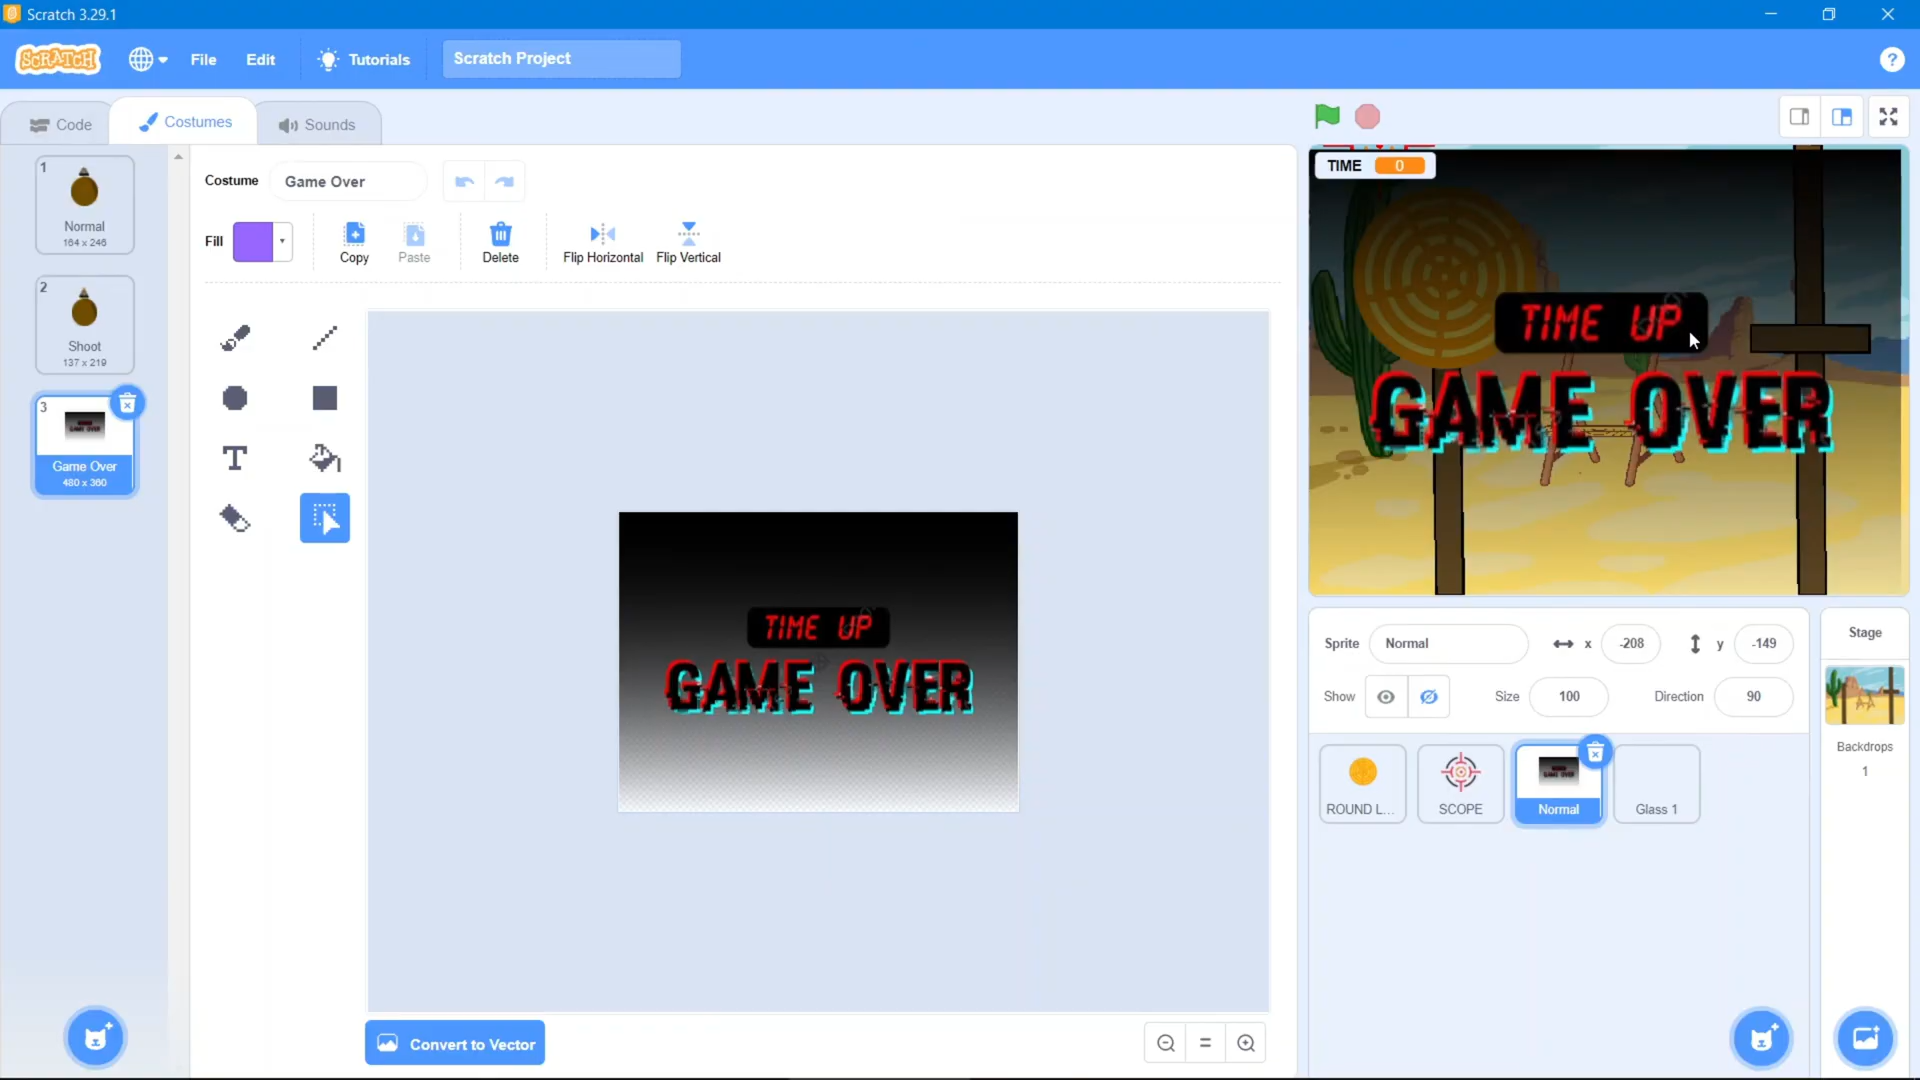 Scratch 3.29.1
SCRATCH
File
Edit
Tutorials
Scratch Project
?
Code
Costumes
Sounds
1
Normal
164 x 246
2
Shoot
137 x 219
3
Game Over
480 x 360
Costume
Game Over
Fill
Copy
Paste
Delete
Flip Horizontal
Flip Vertical
T
TIME UP
GAME OVER
Convert to Vector
TIME 0
TIME UP
GAME OVER
Sprite
Normal
x
-208
y
-149
Show
Size
100
Direction
90
ROUND L...
SCOPE
Normal
Glass 1
Stage
Backdrops
1